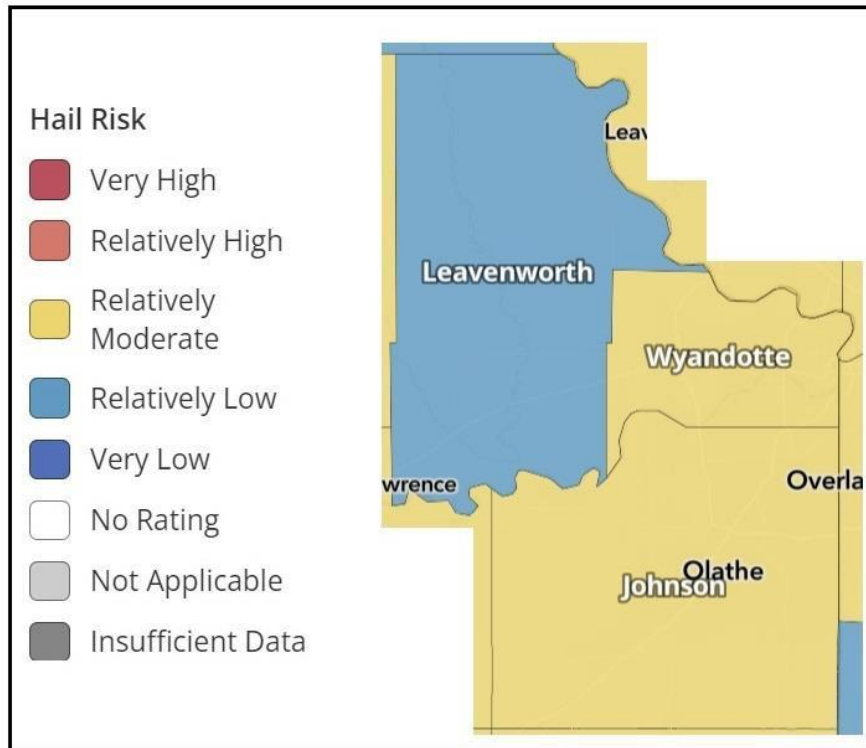 Hail Risk
Very High
Relatively High
Relatively
Moderate
Relatively Low
Very Low
No Rating
Not Applicable
Insufficient Data
Leav
Leavenworth
Wyandotte
wrence
Overla
Olathe
Johnson